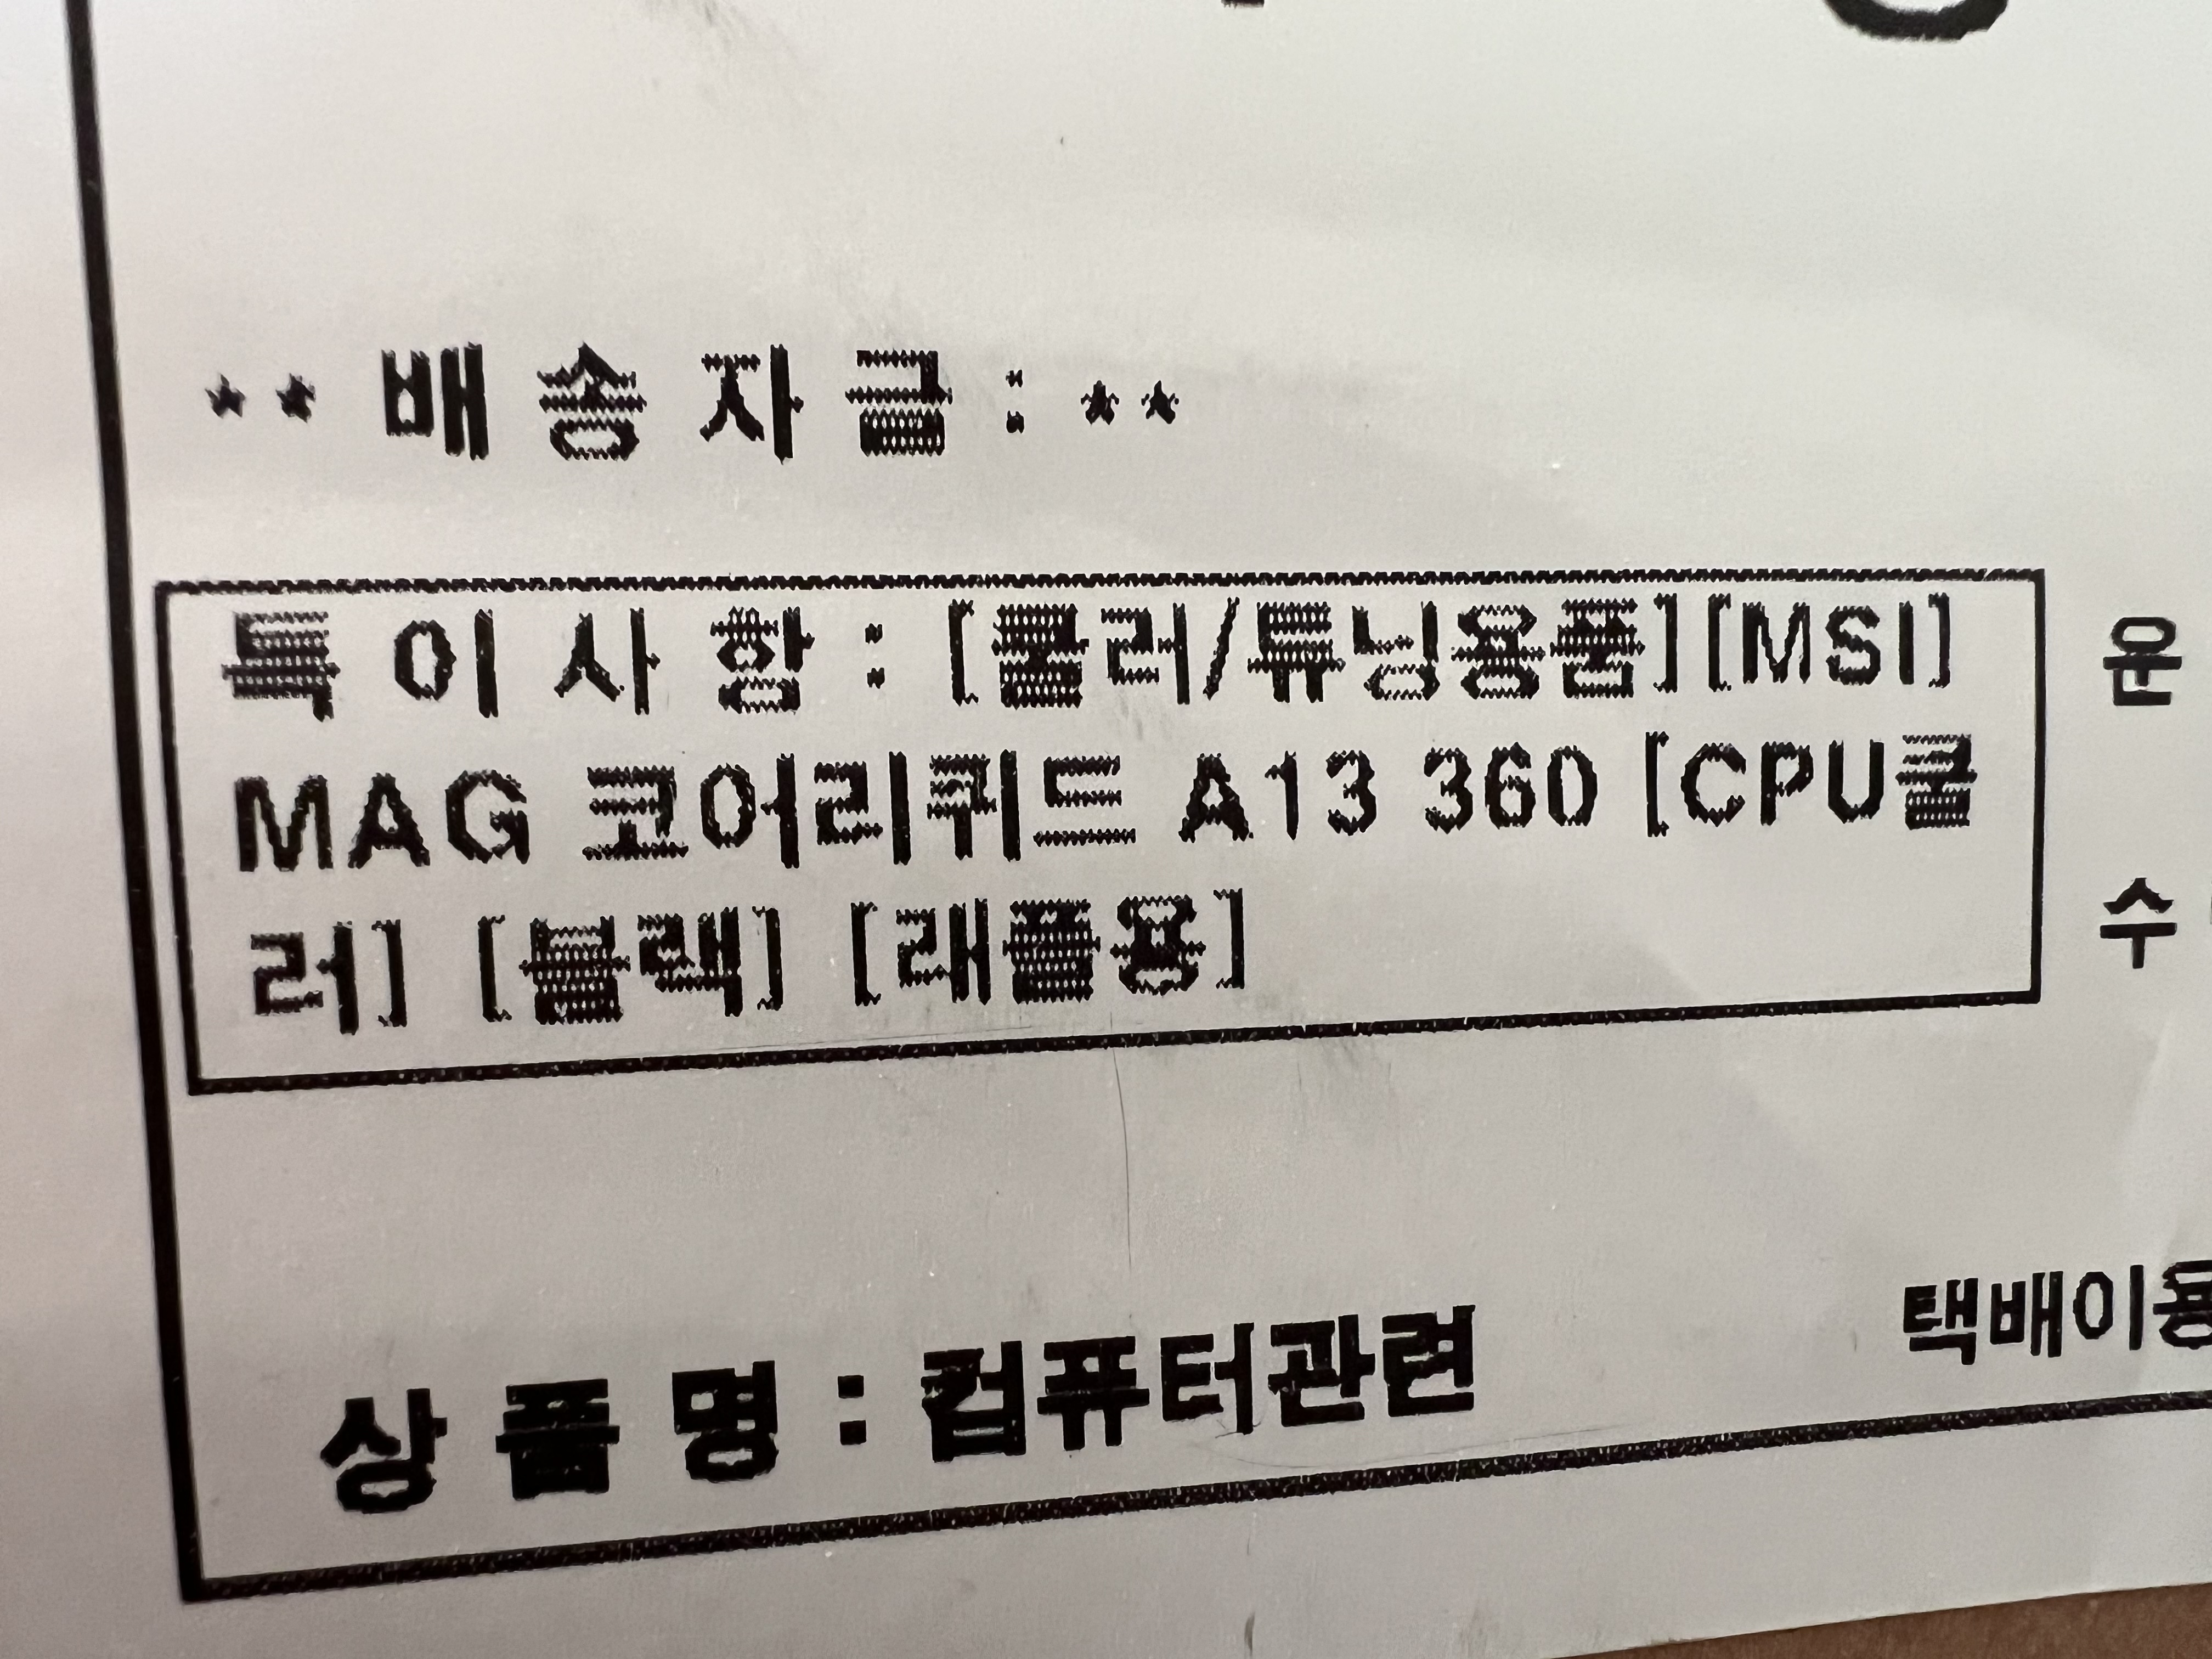 ** 배 송 자 료 : **
특 이 사 항 : [쿨러/튜닝용품][MSI]
운
MAG 코어리퀴드 A13 360 [CPU쿨
러] [블랙] [래플용]
수
택배이용
상 품 명 : 컴퓨터관련